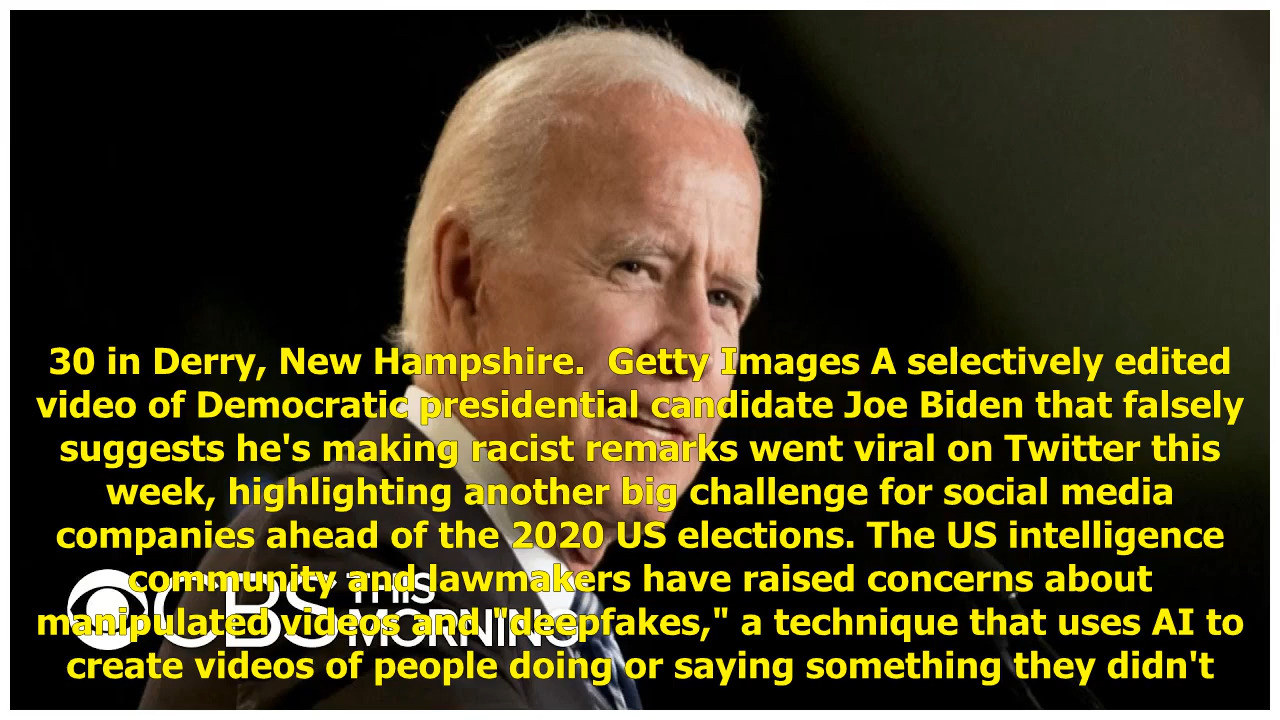 30 in Derry, New Hampshire.  Getty Images A selectively edited
video of Democratic presidential candidate Joe Biden that falsely
suggests he's making racist remarks went viral on Twitter this
week, highlighting another big challenge for social media
companies ahead of the 2020 US elections. The US intelligence
community and lawmakers have raised concerns about
manipulated videos and "deepfakes," a technique that uses AI to
create videos of people doing or saying something they didn't
CBS THIS
MORNING